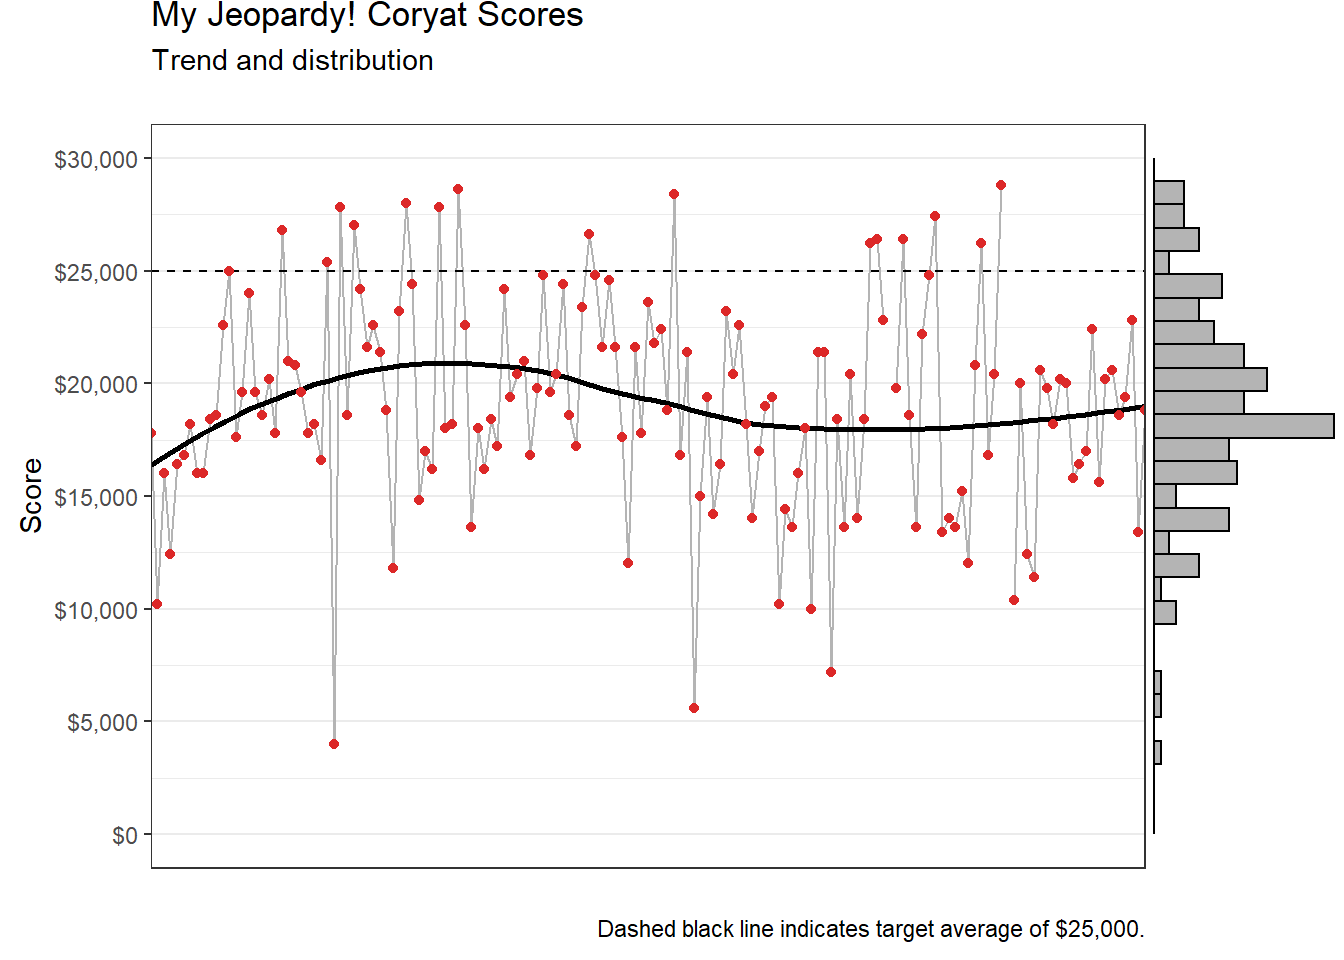 My Jeopardy! Coryat Scores
Trend and distribution
$30,000
$25,000
$20,000
$15,000
$10,000
$5,000
$0
Score
Dashed black line indicates target average of $25,000.